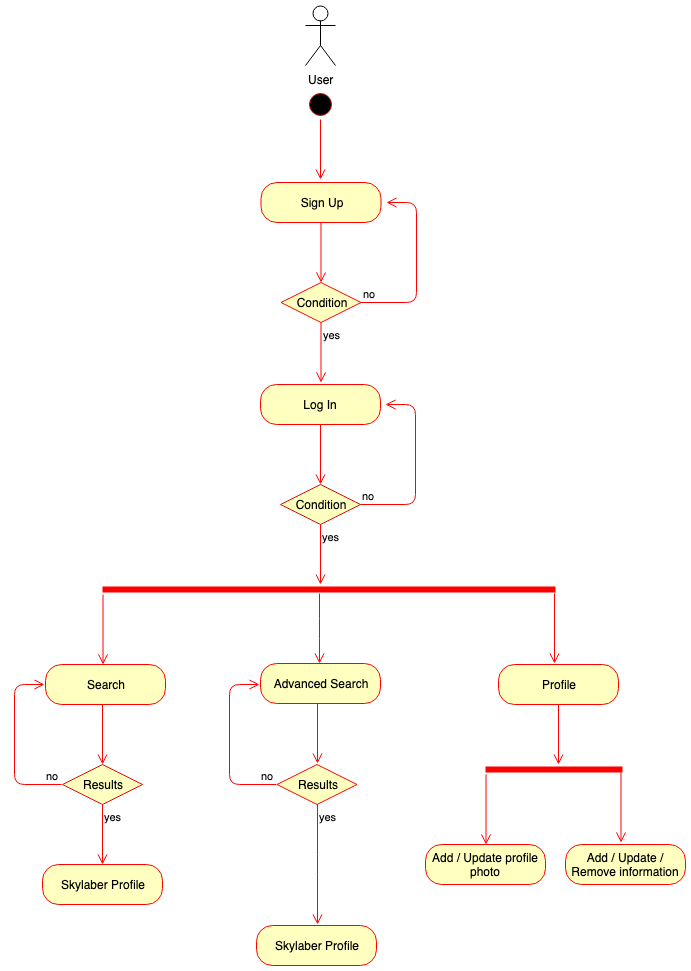 User
Sign Up
Condition
no
yes
Log In
Condition
no
yes
Search
Advanced Search
Profile
no
Results
no
Results
yes
yes
Add / Update profile
photo
Add / Update /
Remove information
Skylaber Profile
Skylaber Profile